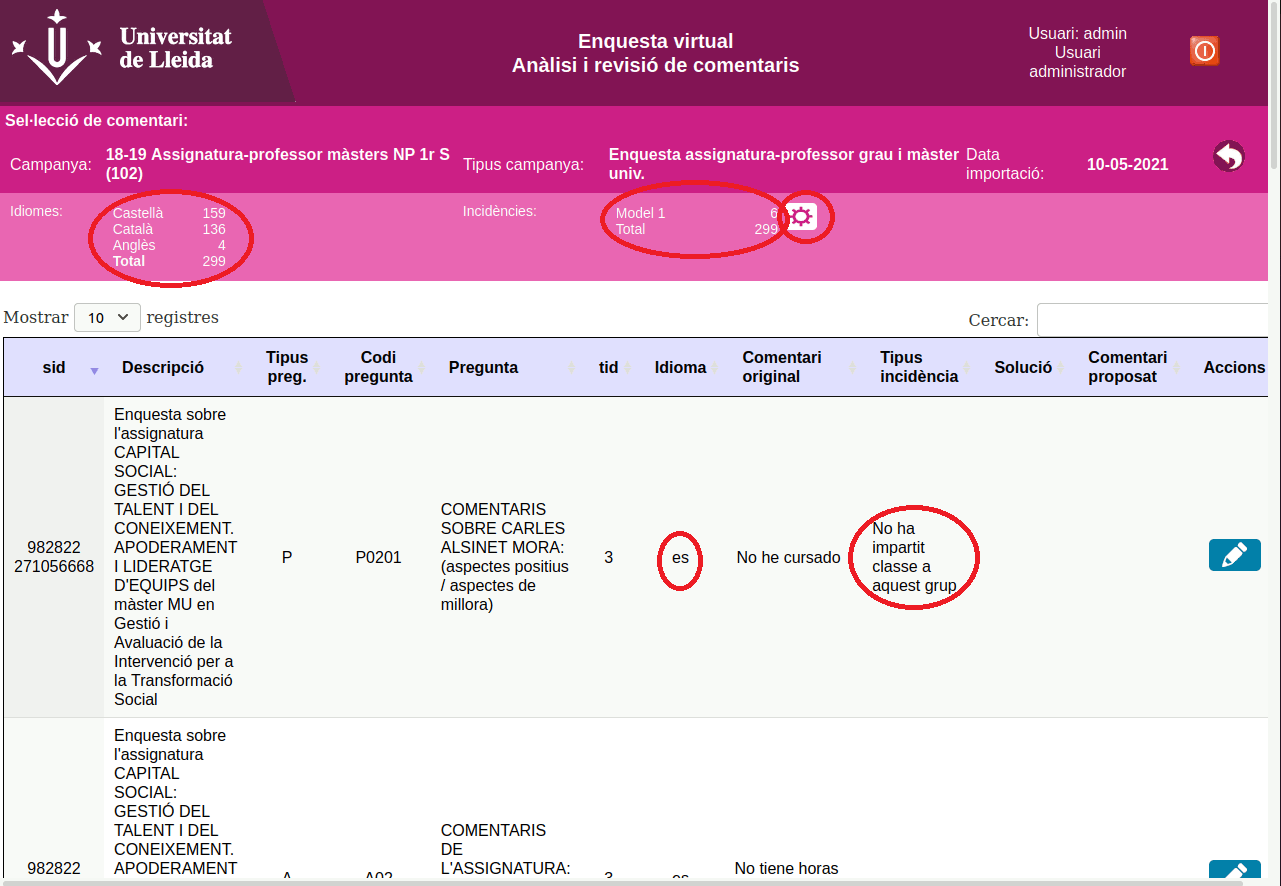 Universitat
de Lleida
Enquesta virtual
Anàlisi i revisió de comentaris
Usuari: admin
Usuari
administrador
Sel·lecció de comentari:
Campanya:
18-19 Assignatura-professor màsters NP 1r S
(102)
Tipus campanya:
Enquesta assignatura-professor grau i màster
univ.
Data
importació:
10-05-2021
Idiomes:
Castellà 159
Català 136
Anglès 4
Total 299
Incidències:
Model 1 6
Total 299
Mostrar 10 registres
Cercar:
sid
Descripció
Tipus
preg.
Codi
pregunta
Pregunta
tid
Idioma
Comentari
original
Tipus
incidència
Solució
Comentari
proposat
Accions
982822
271056668
Enquesta sobre
l'assignatura
CAPITAL
SOCIAL:
GESTIÓ DEL
TALENT I DEL
CONEIXEMENT.
APODERAMENT
I LIDERATGE
D'EQUIPS del
màster MU en
Gestió i
Avaluació de la
Intervenció per a
la Transformació
Social
P
P0201
COMENTARIS
SOBRE CARLES
ALSINET MORA:
(aspectes positius
/ aspectes de
millora)
3
es
No he cursado
No ha
impartit
classe a
aquest grup
982822
Enquesta sobre
l'assignatura
CAPITAL
SOCIAL:
GESTIÓ DEL
TALENT I DEL
CONEIXEMENT.
APODERAMENT
A
A02
COMENTARIS
DE
L'ASSIGNATURA:
3
es
No tiene horas